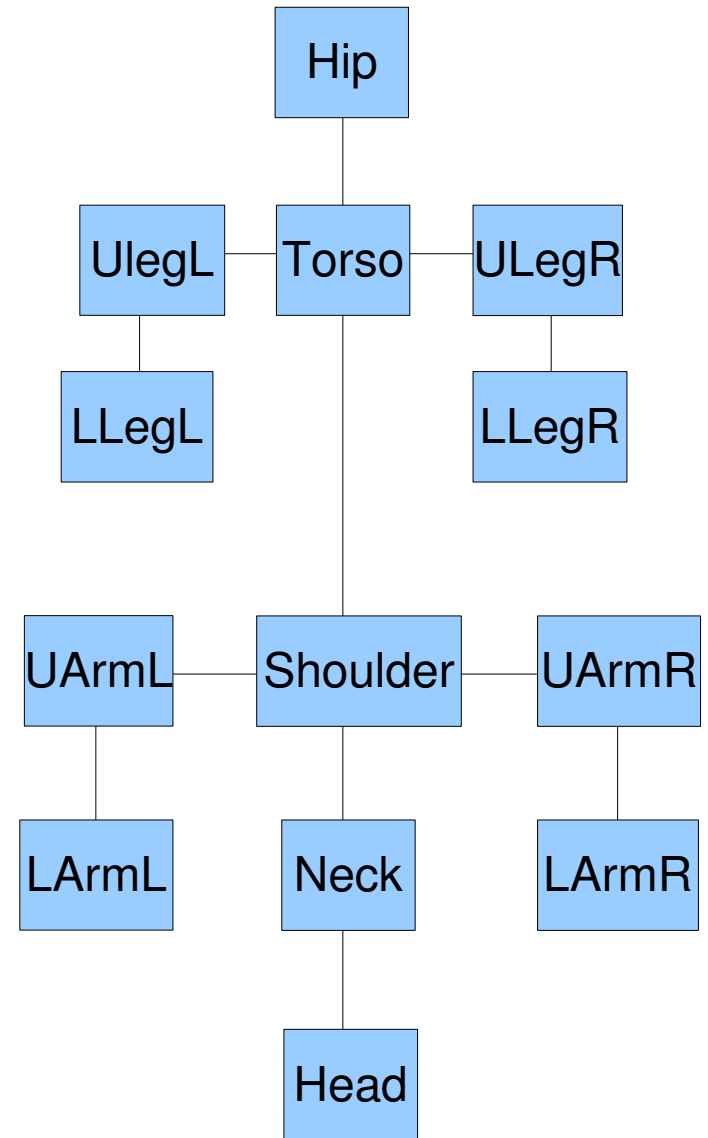 Hip
UlegL
Torso
ULegR
LLegL
LLegR
UArmL
Shoulder
UArmR
LArmL
Neck
LArmR
Head